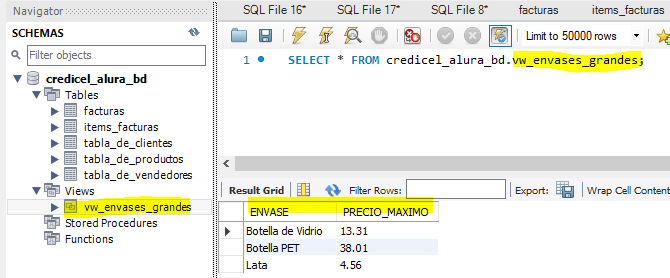 Navigator
SCHEMAS
Filter objects
credicel_alura_bd
Tables
facturas
items_facturas
tabla_de_clientes
tabla_de_productos
tabla_de_vendedores
Views
vw_envases_grandes
Stored Procedures
Functions
SQL File 16*
SQL File 17*
SQL File 8*
facturas
items_facturas
Limit to 50000 rows
1
SELECT * FROM credicel_alura_bd.vw_envases_grandes;
Result Grid
Filter Rows:
Export:
Wrap Cell Content
ENVASE PRECIO_MAXIMO
Botella de Vidrio 13.31
Botella PET 38.01
Lata 4.56